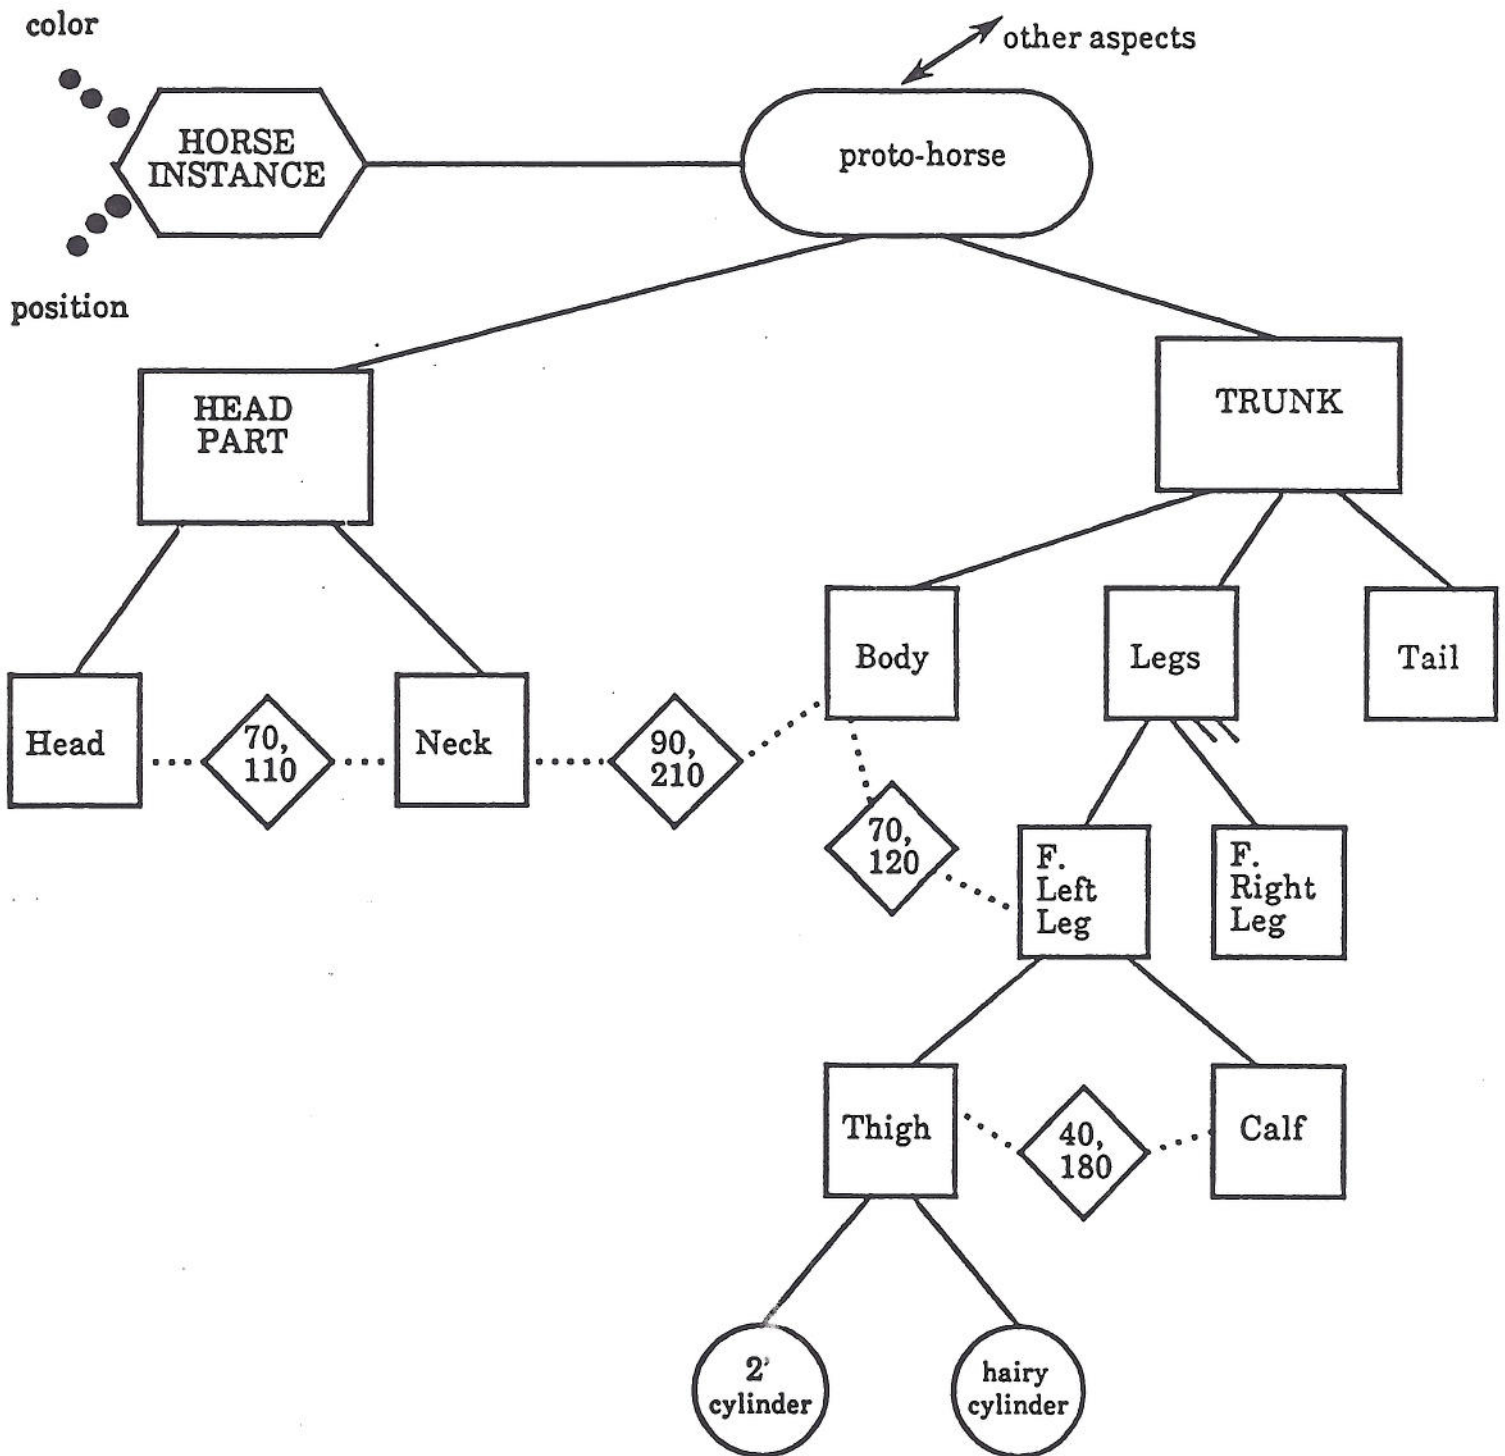 color
other aspects
HORSE
INSTANCE
proto-horse
position
HEAD
PART
TRUNK
Head
70,
110
Neck
90,
210
Body
Legs
Tail
70,
120
F.
Left
Leg
F.
Right
Leg
Thigh
40,
180
Calf
2'
cylinder
hairy
cylinder